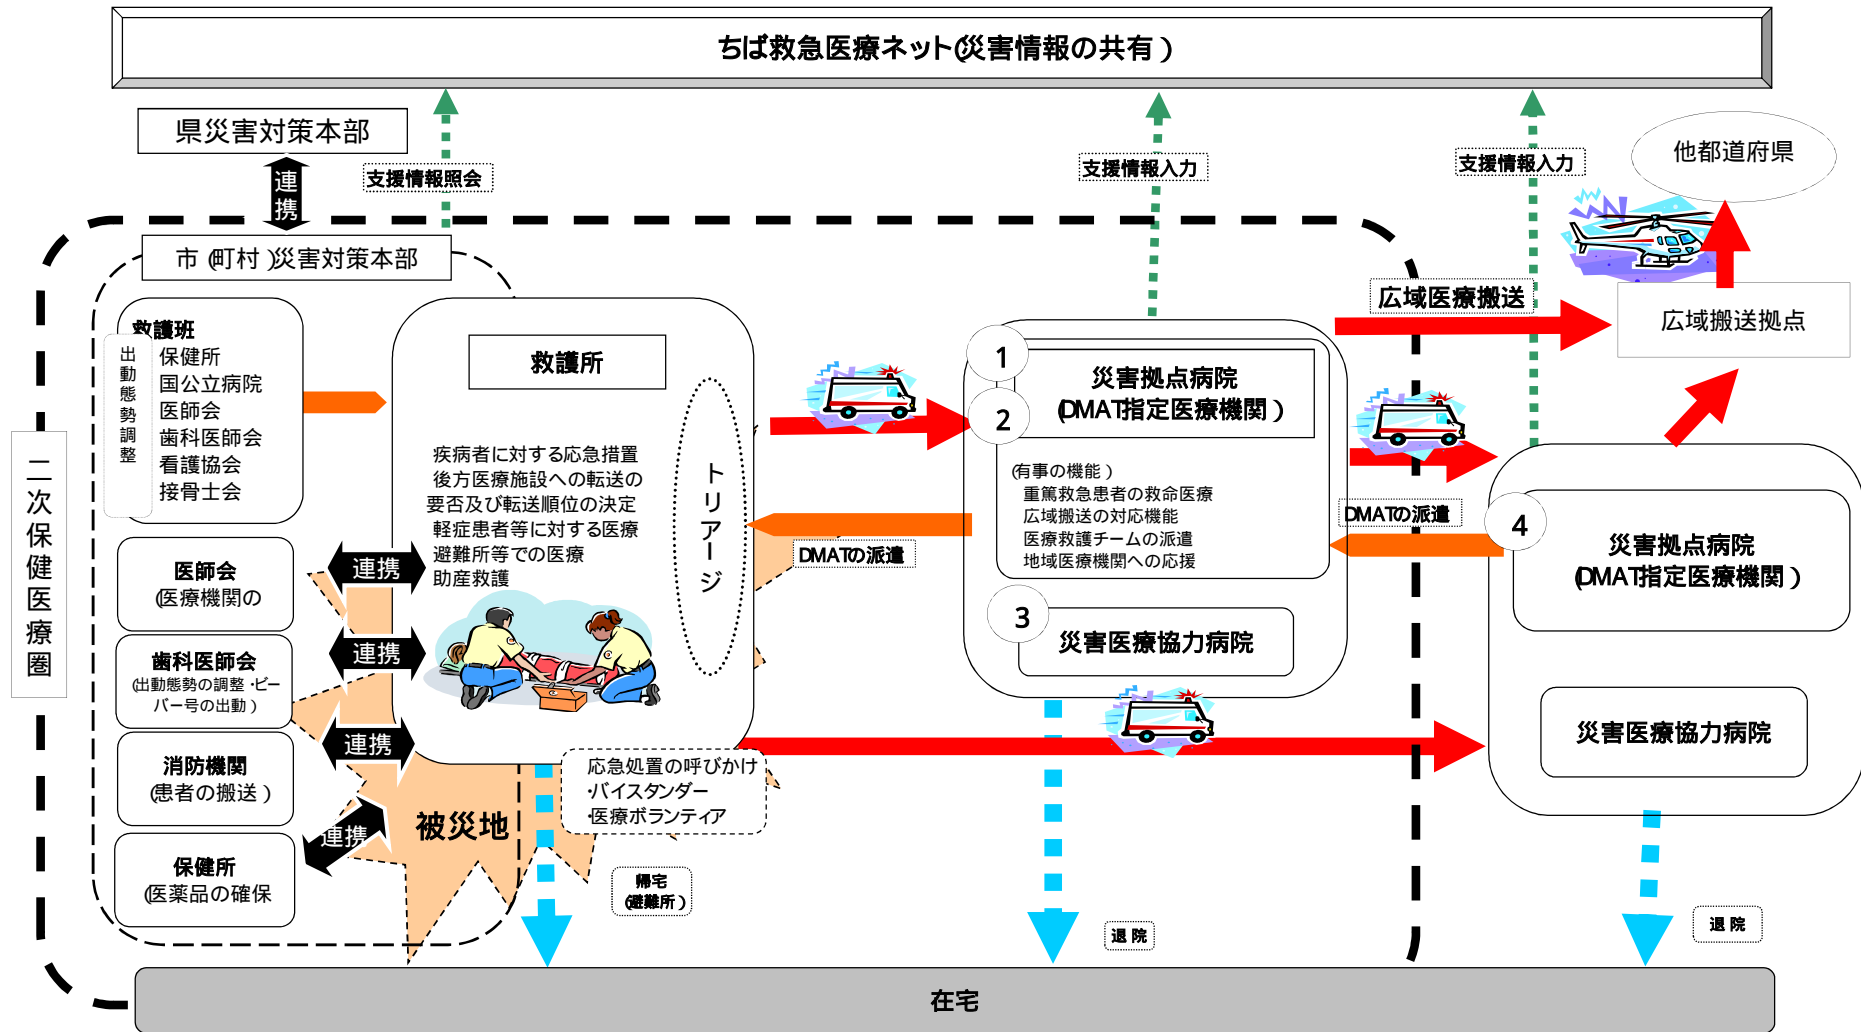 ちば救急医療ネット(災害情報の共有)
県災害対策本部
連携
支援情報照会
支援情報入力
支援情報入力
他都道府県
市(町村)災害対策本部
広域医療搬送
広域搬送拠点
二次保健医療圏
救護班
出動態勢調整
保健所
国公立病院
医師会
歯科医師会
看護協会
接骨士会
救護所
疾病者に対する応急措置
後方医療施設への転送の
要否及び転送順位の決定
軽症患者等に対する医療
避難所等での医療
助産救護
トリアージ
DMATの派遣
1
2
災害拠点病院
(DMAT指定医療機関)
(有事の機能)
重篤救急患者の救命医療
広域搬送の対応機能
医療救護チームの派遣
地域医療機関への応援
3
災害医療協力病院
DMATの派遣
4
災害拠点病院
(DMAT指定医療機関)
災害医療協力病院
医師会
(医療機関の
連携
歯科医師会
(出動態勢の調整・ビー
バー号の出動)
連携
消防機関
(患者の搬送)
連携
保健所
(医薬品の確保
連携
被災地
応急処置の呼びかけ
・バイスタンダー
・医療ボランティア
帰宅
(避難所)
退院
退院
在宅